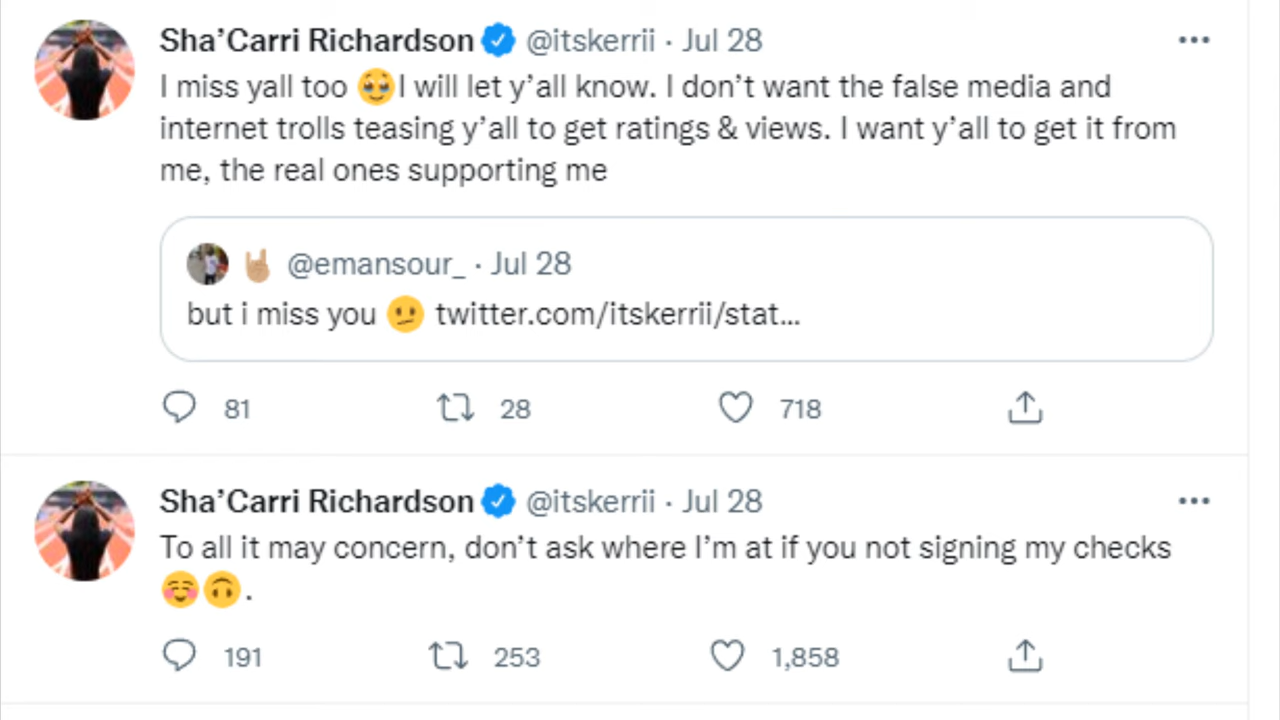 Sha’Carri Richardson @itskerrii · Jul 28
I miss yall too 🥹I will let y’all know. I don’t want the false media and
internet trolls teasing y’all to get ratings & views. I want y’all to get it from
me, the real ones supporting me
🤘🏼 @emansour_ · Jul 28
but i miss you 🫤 twitter.com/itskerrii/stat...
81 28 718
Sha’Carri Richardson @itskerrii · Jul 28
To all it may concern, don’t ask where I’m at if you not signing my checks
☺️🙃.
191 253 1,858